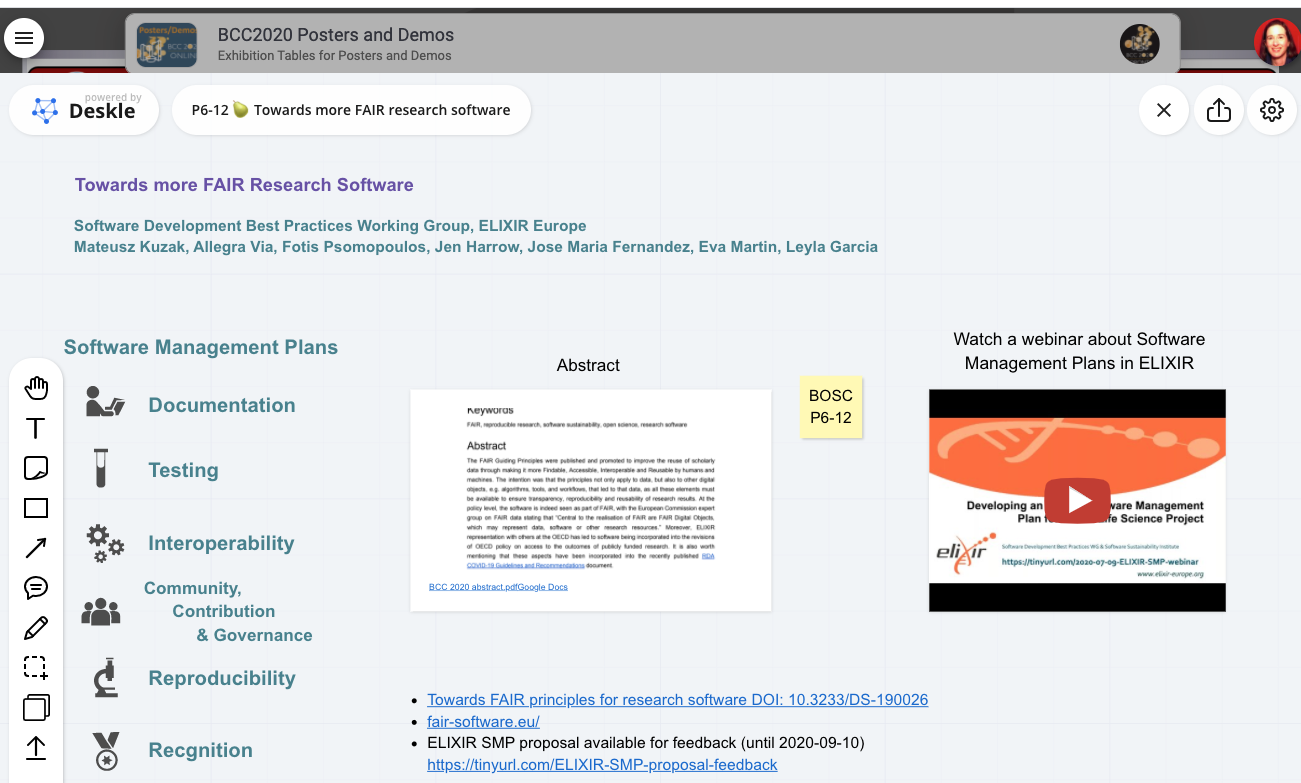 BCC2020 Posters and Demos
Exhibition Tables for Posters and Demos
Posters/Demos
powered by
Deskle
P6-12 Towards more FAIR research software
Towards more FAIR Research Software
Software Development Best Practices Working Group, ELIXIR Europe
Mateusz Kuzak, Allegra Via, Fotis Psomopoulos, Jen Harrow, Jose Maria Fernandez, Eva Martin, Leyla Garcia
Software Management Plans
Documentation
Testing
Interoperability
Community,
Contribution
& Governance
Reproducibility
Recgnition
Abstract
Keywords
FAIR, reproducible research, software sustainability, open science, research software
Abstract
The FAIR Guiding Principles were published and promoted to improve the reuse of scholarly
data through making it more Findable, Accessible, Interoperable and Reusable by humans and
machines. The intention was that the principles not only apply to data, but also to other digital
objects, e.g. algorithms, tools, and workflows, that led to that data, as all these elements must
be available to ensure transparency, reproducibility and reusability of research results. At the
policy level, the software is indeed seen as part of FAIR, with the European Commission expert
group on FAIR data stating that "Central to the realisation of FAIR are FAIR Digital Objects,
which may represent data, software or other research resources." Moreover, ELIXIR
representation with others at the OECD has led to software being incorporated into the revisions
of OECD policy on access to the outcomes of publicly funded research. It is also worth
mentioning that these aspects have been incorporated into the recently published RDA
COVID-19 Guidelines and Recommendations document.
BCC 2020 abstract.pdfGoogle Docs
BOSC
P6-12
Watch a webinar about Software
Management Plans in ELIXIR
Developing an ware Management
Plan fe Science Project
elixir
Software Development Best Practices WG & Software Sustainability Institute
https://tinyurl.com/2020-07-09-ELIXIR-SMP-webinar
www.elixir-europe.org
Towards FAIR principles for research software DOI: 10.3233/DS-190026
fair-software.eu/
ELIXIR SMP proposal available for feedback (until 2020-09-10)
https://tinyurl.com/ELIXIR-SMP-proposal-feedback